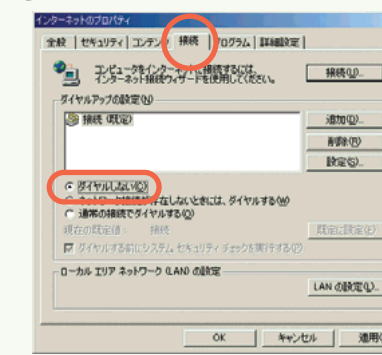 インターネットのプロパティ
全般 セキュリティ コンテンツ 接続 プログラム 詳細設定
コンピュータをインターネットに接続するには、
インターネット接続ウィザードを使用してください。
接続(U)...
ダイヤルアップの設定(N)
接続 (既定)
追加(D)...
削除(R)
設定(S)...
ダイヤルしない(C)
存在しないときには、ダイヤルする(W)
通常の接続でダイヤルする(O)
現在の既定値: 接続
既定に設定(E)
ダイヤルする前にシステム セキュリティ チェックを実行する(P)
ローカル エリア ネットワーク (LAN) の設定
LAN の設定(L)...
OK キャンセル 適用(